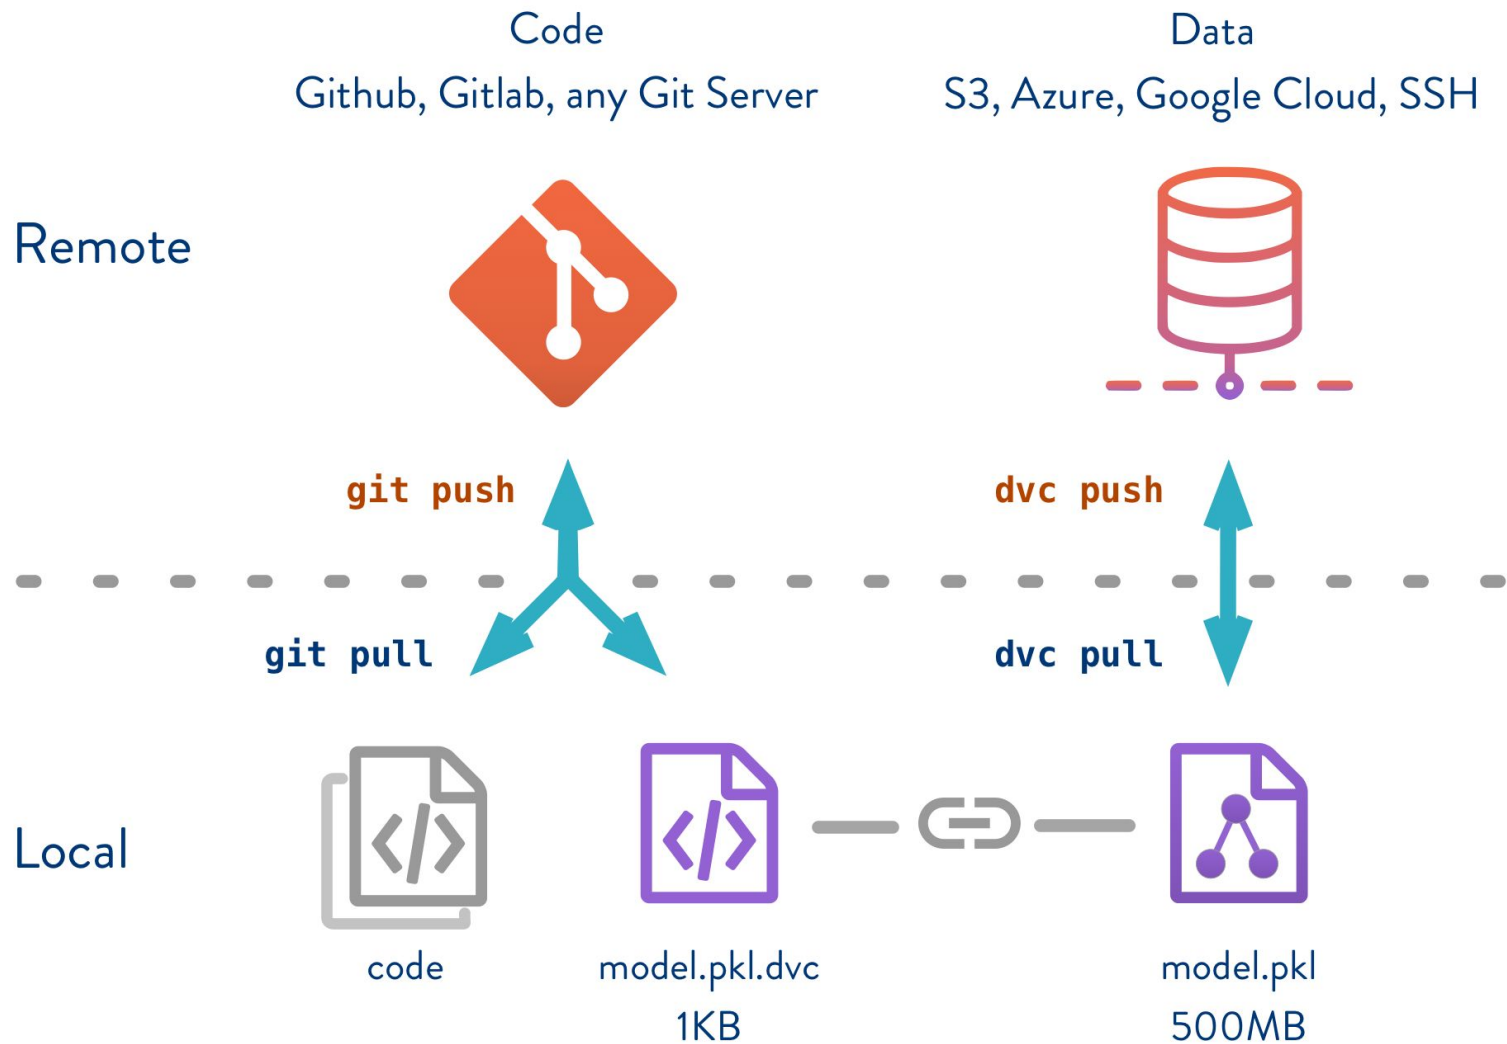 Code
Github, Gitlab, any Git Server
Data
S3, Azure, Google Cloud, SSH
Remote
git push
dvc push
git pull
dvc pull
Local
code
model.pkl.dvc
1KB
model.pkl
500MB